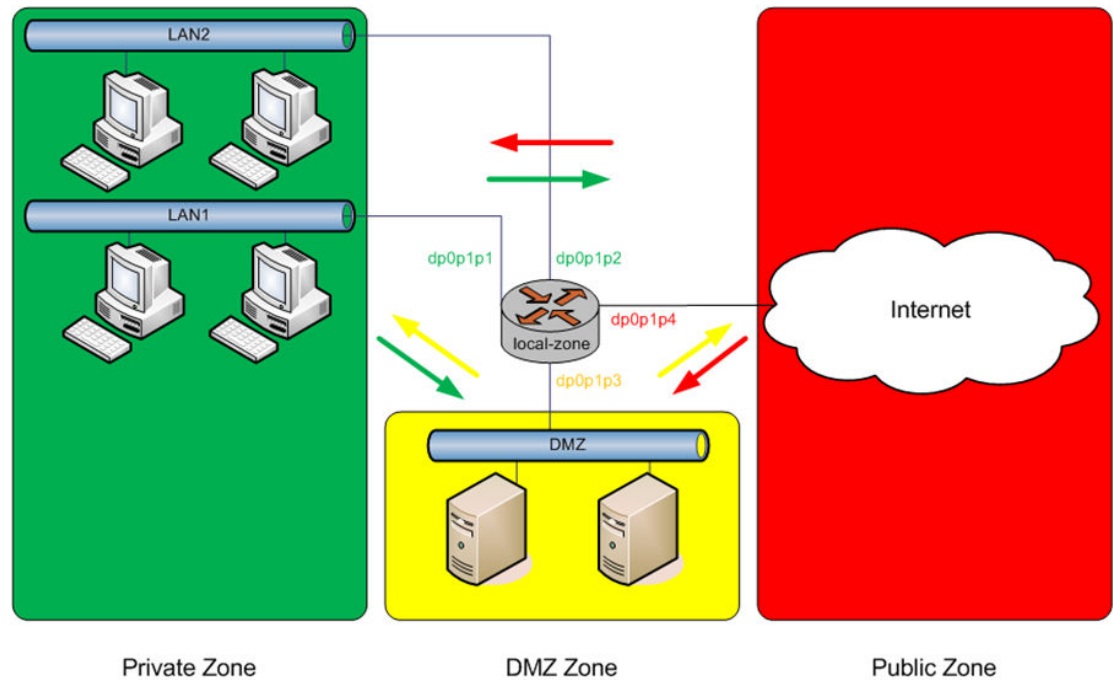 LAN2
LAN1
dp0p1p1
dp0p1p2
Internet
dp0p1p4
local-zone
dp0p1p3
DMZ
Private Zone
DMZ Zone
Public Zone